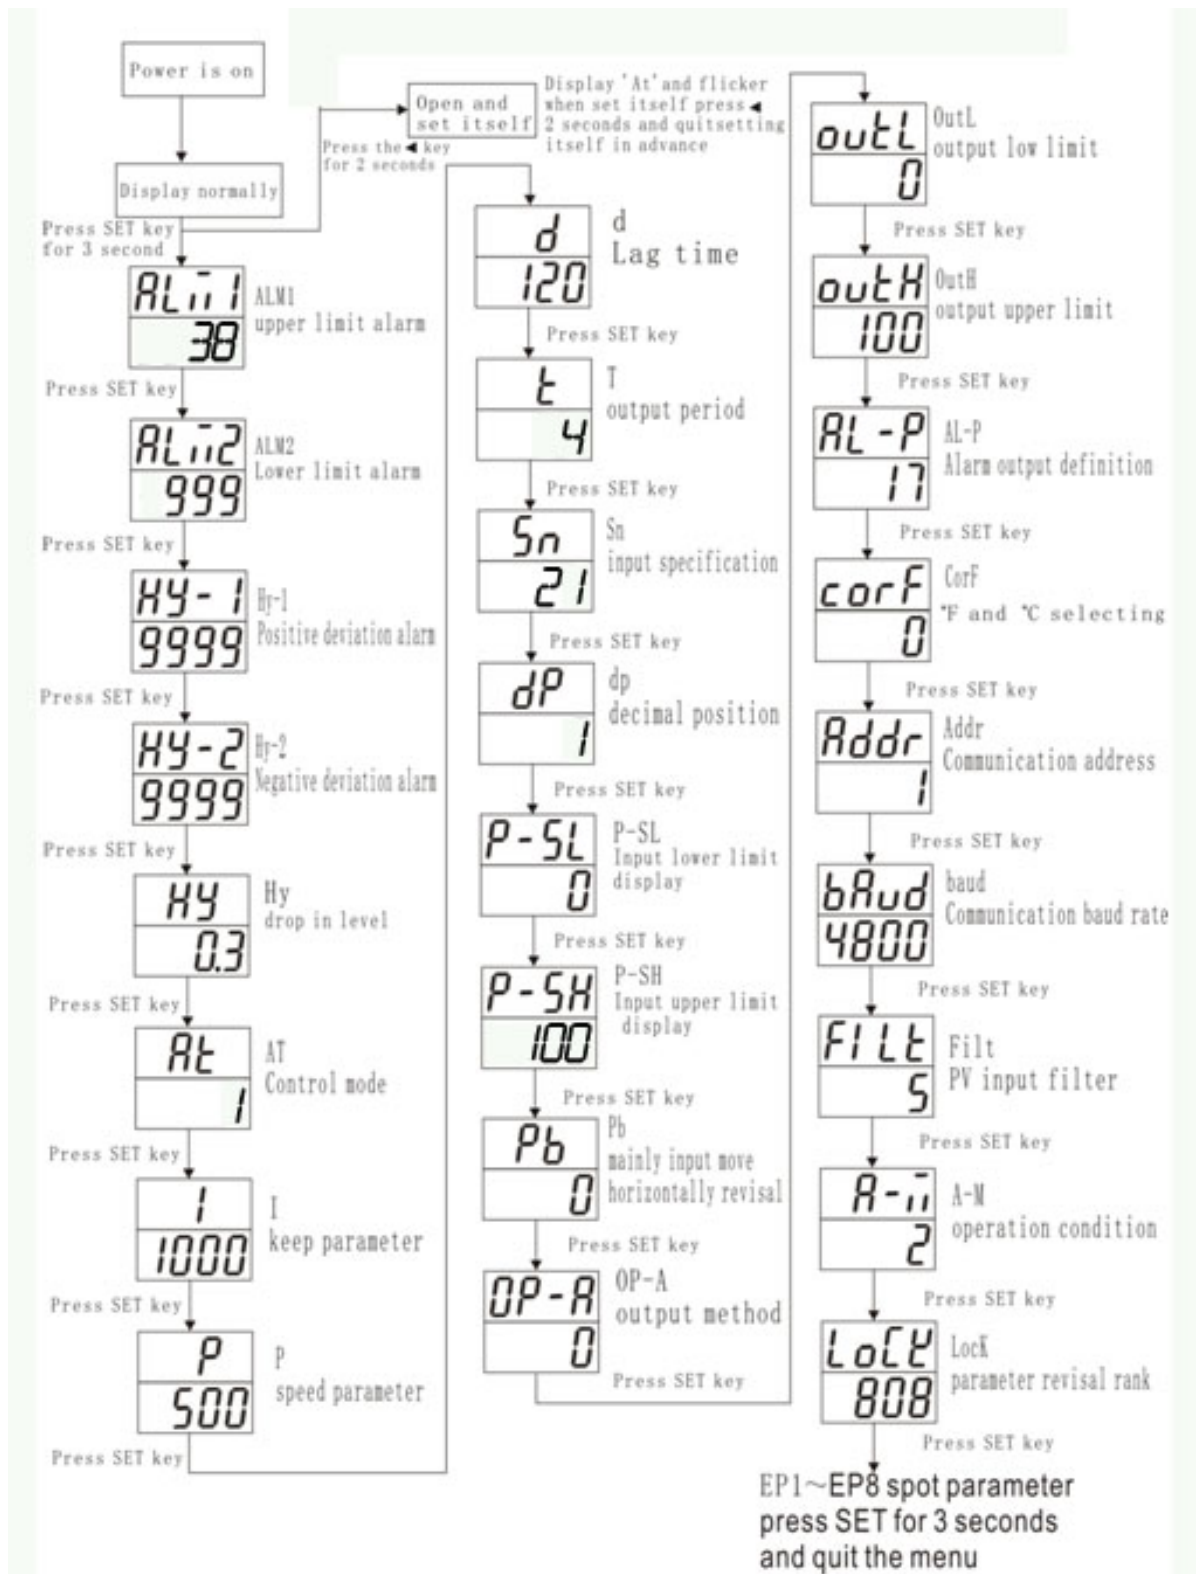 Power is on
Display normally
Press SET key
for 3 second
Press the ◀ key
for 2 seconds
Open and
set itself
Display 'At' and flicker
when set itself press ◀
2 seconds and quitsetting
itself in advance
ALM1
38
ALM1
upper limit alarm
Press SET key
ALM2
999
ALM2
Lower limit alarm
Press SET key
HY-1
9999
Hy-1
Positive deviation alarm
Press SET key
HY-2
9999
Hy-2
Negative deviation alarm
Press SET key
HY
0.3
Hy
drop in level
Press SET key
At
1
AT
Control mode
Press SET key
I
1000
I
keep parameter
Press SET key
P
500
P
speed parameter
Press SET key
d
120
d
Lag time
Press SET key
t
4
T
output period
Press SET key
Sn
21
Sn
input specification
Press SET key
dP
1
dp
decimal position
Press SET key
P-SL
0
P-SL
Input lower limit
display
Press SET key
P-SH
100
P-SH
Input upper limit
display
Press SET key
Pb
0
Pb
mainly input move
horizontally revisal
Press SET key
OP-A
0
OP-A
output method
Press SET key
outL
0
OutL
output low limit
Press SET key
outH
100
OutH
output upper limit
Press SET key
AL-P
17
AL-P
Alarm output definition
Press SET key
corF
0
CorF
℉ and ℃ selecting
Press SET key
Addr
1
Addr
Communication address
Press SET key
bAud
4800
baud
Communication baud rate
Press SET key
FILt
5
Filt
PV input filter
Press SET key
A-M
2
A-M
operation condition
Press SET key
LoCK
808
LocK
parameter revisal rank
Press SET key
EP1～EP8 spot parameter
press SET for 3 seconds
and quit the menu